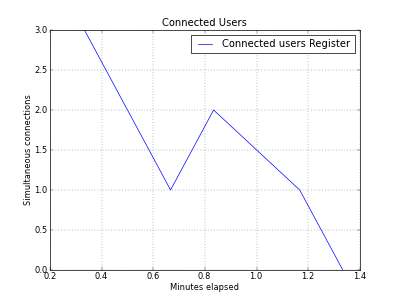 Connected Users
Connected users Register
3.0
2.5
2.0
1.5
1.0
0.5
0.0
Simultaneous connections
0.2 0.4 0.6 0.8 1.0 1.2 1.4
Minutes elapsed